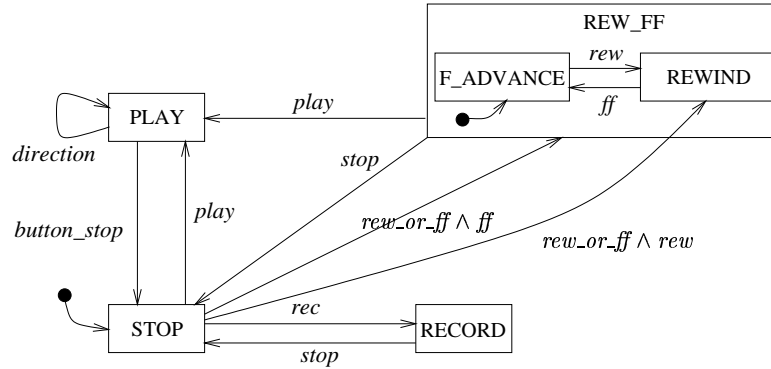 REW_FF
rew
F_ADVANCE
REWIND
ff
play
PLAY
direction
stop
play
button_stop
rew_or_ff ∧ ff
rew_or_ff ∧ rew
rec
STOP
RECORD
stop